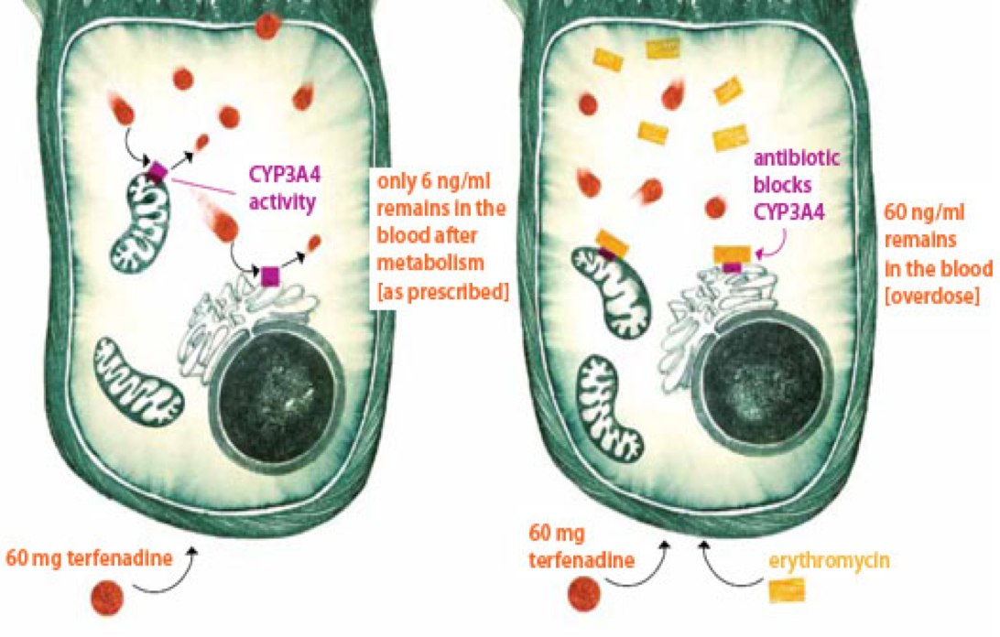 CYP3A4
activity
only 6 ng/ml
remains in the
blood after
metabolism
[as prescribed]
60 mg terfenadine
antibiotic
blocks
CYP3A4
60 ng/ml
remains
in the blood
[overdose]
60 mg
terfenadine
erythromycin